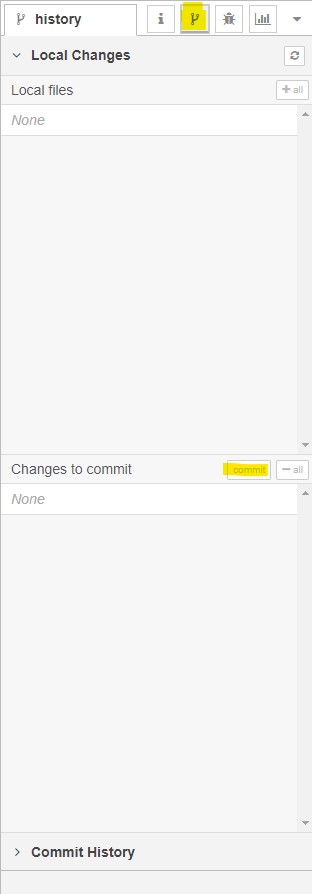 history
Local Changes
Local files
all
None
Changes to commit
commit
all
None
Commit History